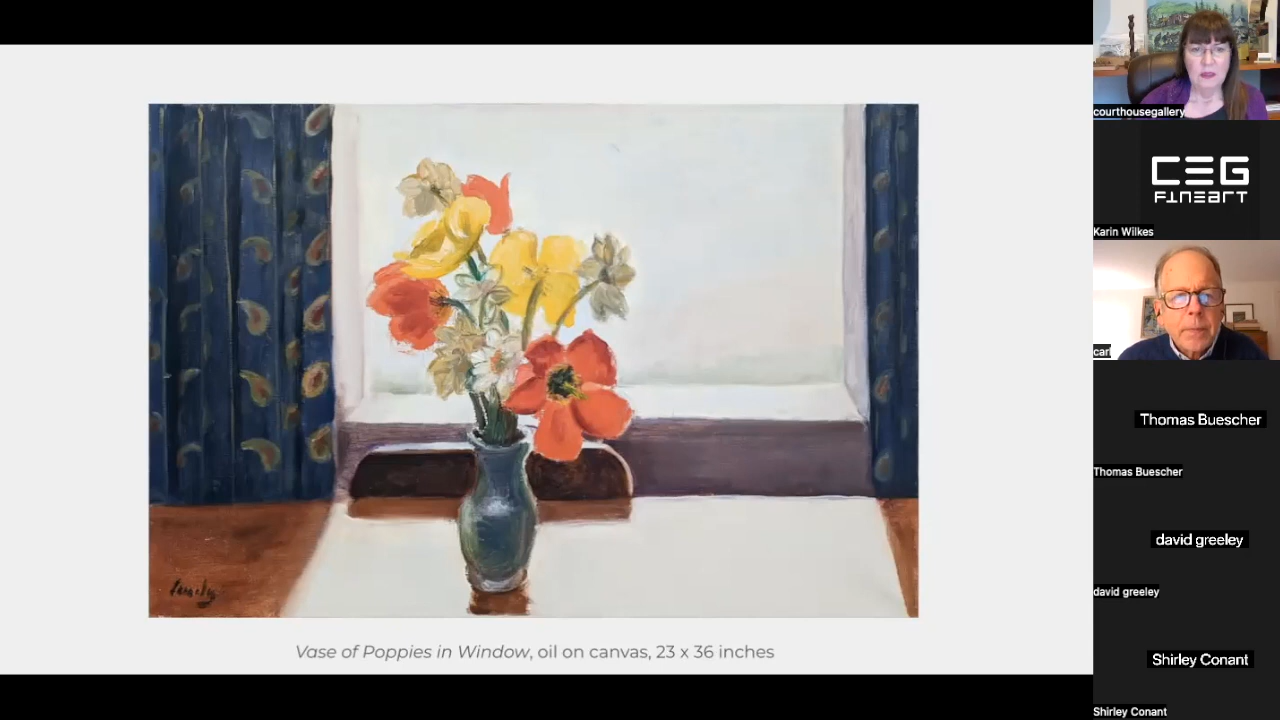 courthousegallery
CEG
FINEART
Karin Wilkes
carl
Thomas Buescher
Thomas Buescher
david greeley
david greeley
Shirley Conant
Shirley Conant
Vase of Poppies in Window, oil on canvas, 23 x 36 inches